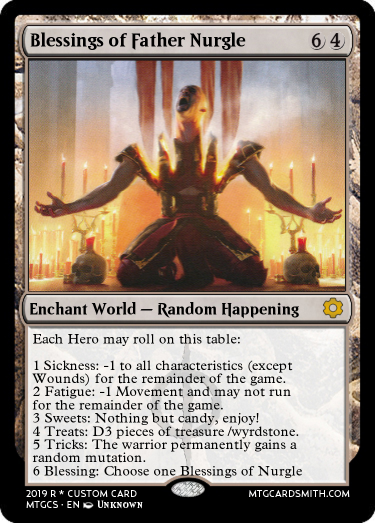 Blessings of Father Nurgle 6 4
Enchant World — Random Happening
Each Hero may roll on this table:
1 Sickness: -1 to all characteristics (except
Wounds) for the remainder of the game.
2 Fatigue: -1 Movement and may not run
for the remainder of the game.
3 Sweets: Nothing but candy, enjoy!
4 Treats: D3 pieces of treasure /wyrdstone.
5 Tricks: The warrior permanently gains a
random mutation.
6 Blessing: Choose one Blessings of Nurgle
2019 R * CUSTOM CARD
MTGCARDSMITH.COM
MTGCS · EN Unknown